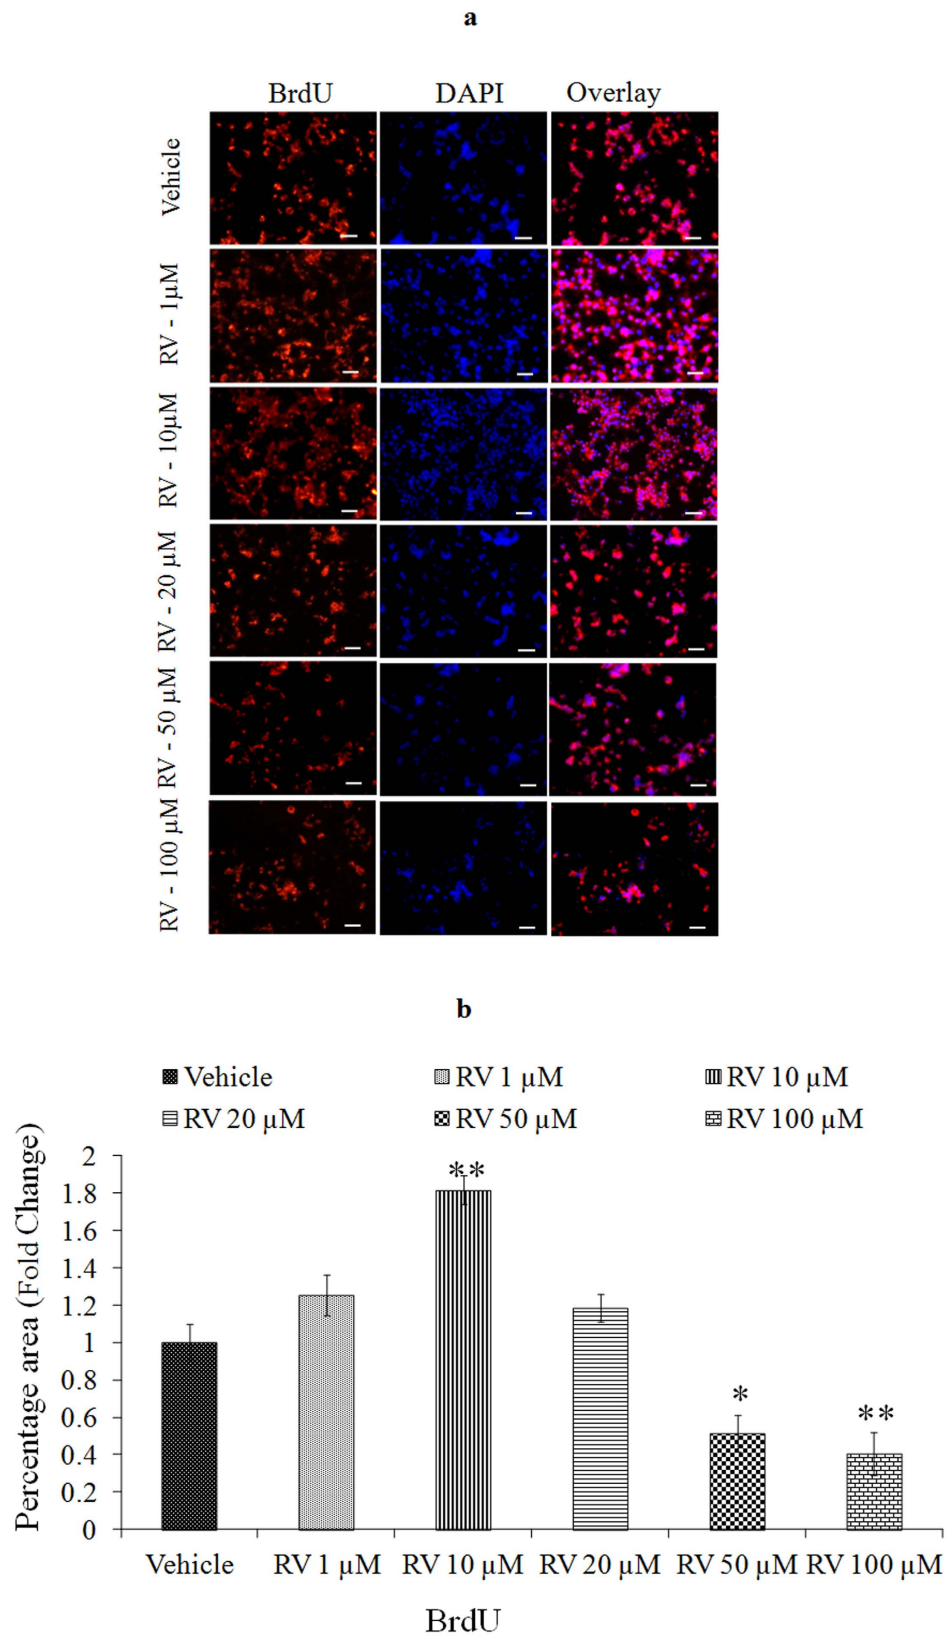 a
BrdU DAPI Overlay
Vehicle
RV - 1µM
RV - 10µM
RV - 20 µM
RV - 50 µM
RV - 100 µM
b
Vehicle RV 1 µM RV 10 µM
RV 20 µM RV 50 µM RV 100 µM
Percentage area (Fold Change)
2
1.8
1.6
1.4
1.2
1
0.8
0.6
0.4
0.2
0
**
*
**
Vehicle RV 1 µM RV 10 µM RV 20 µM RV 50 µM RV 100 µM
BrdU